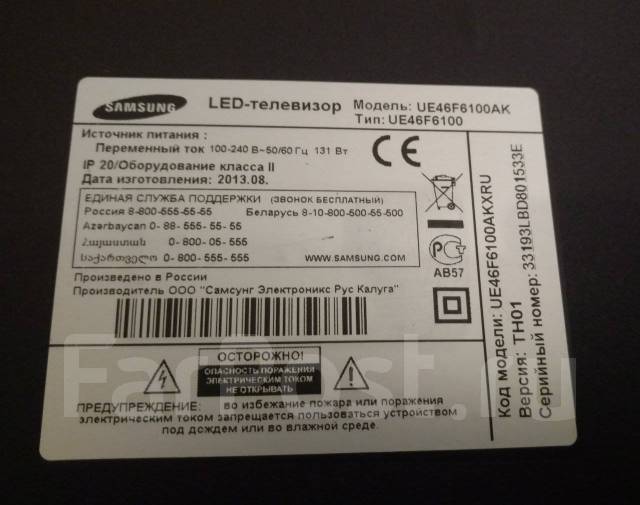 SAMSUNG
LED-телевизор
Модель: UE46F6100AK
Тип: UE46F6100
Источник питания :
Переменный ток 100-240 В~50/60 Гц 131 Вт
IP 20/Оборудование класса II
Дата изготовления: 2013.08.
ЕДИНАЯ СЛУЖБА ПОДДЕРЖКИ (ЗВОНОК БЕСПЛАТНЫЙ)
Россия 8-800-555-55-55 Беларусь 8-10-800-500-55-500
Azərbaycan 0- 88- 555- 55- 55
Հայաստան 0- 800- 05- 555
საქართველო 0- 800- 555- 555 WWW.SAMSUNG.COM
Произведено в России
Производитель ООО "Самсунг Электроникс Рус Калуга"
CE
РСТ
АВ57
ОСТОРОЖНО!
ОПАСНОСТЬ ПОРАЖЕНИЯ
ЭЛЕКТРИЧЕСКИМ ТОКОМ
НЕ ОТКРЫВАТЬ
ПРЕДУПРЕЖДЕНИЕ: во избежание пожара или поражения
электрическим током запрещается пользоваться устройством
под дождем или во влажной среде.
Код модели: UE46F6100AKXRU
Версия: TH01
Серийный номер: 33193LBD801533E
FarPost.ru